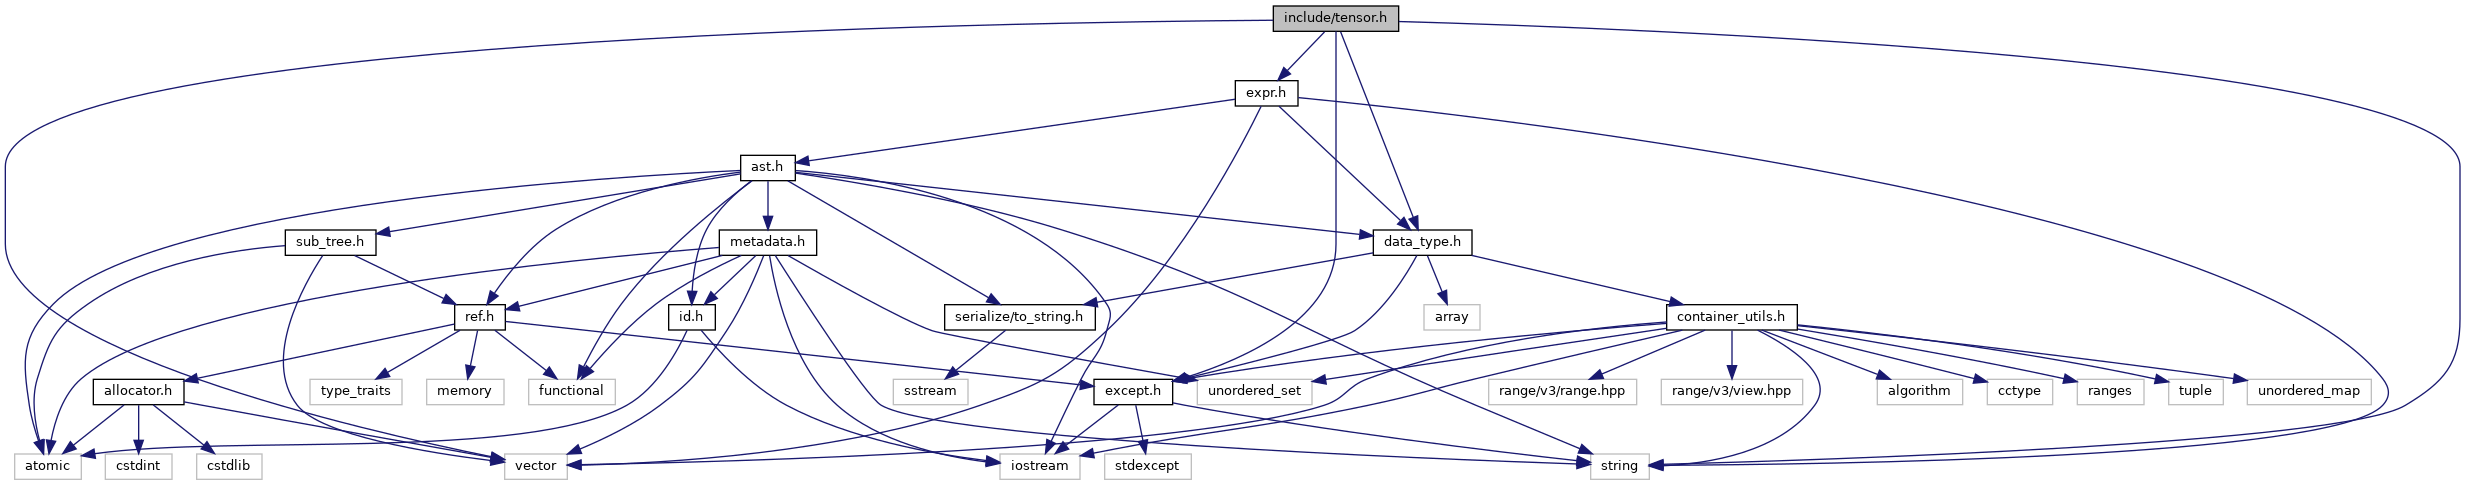 include/tensor.h
expr.h
ast.h
sub_tree.h
metadata.h
data_type.h
ref.h
id.h
serialize/to_string.h
array
container_utils.h
allocator.h
type_traits
memory
functional
sstream
except.h
unordered_set
range/v3/range.hpp
range/v3/view.hpp
algorithm
cctype
ranges
tuple
unordered_map
atomic
cstdint
cstdlib
vector
iostream
stdexcept
string